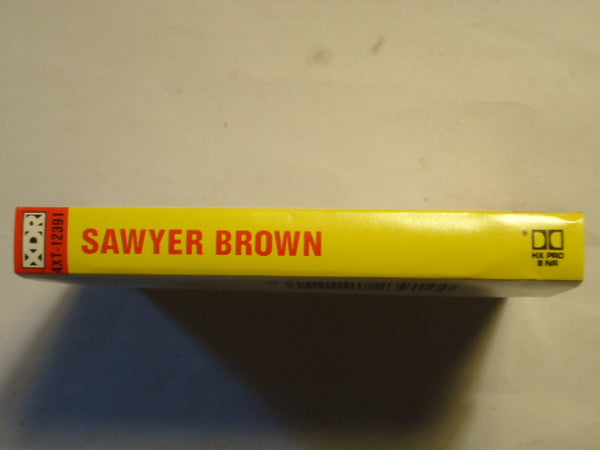 XDR
4XT-12391
SAWYER BROWN
HX PRO
B NR